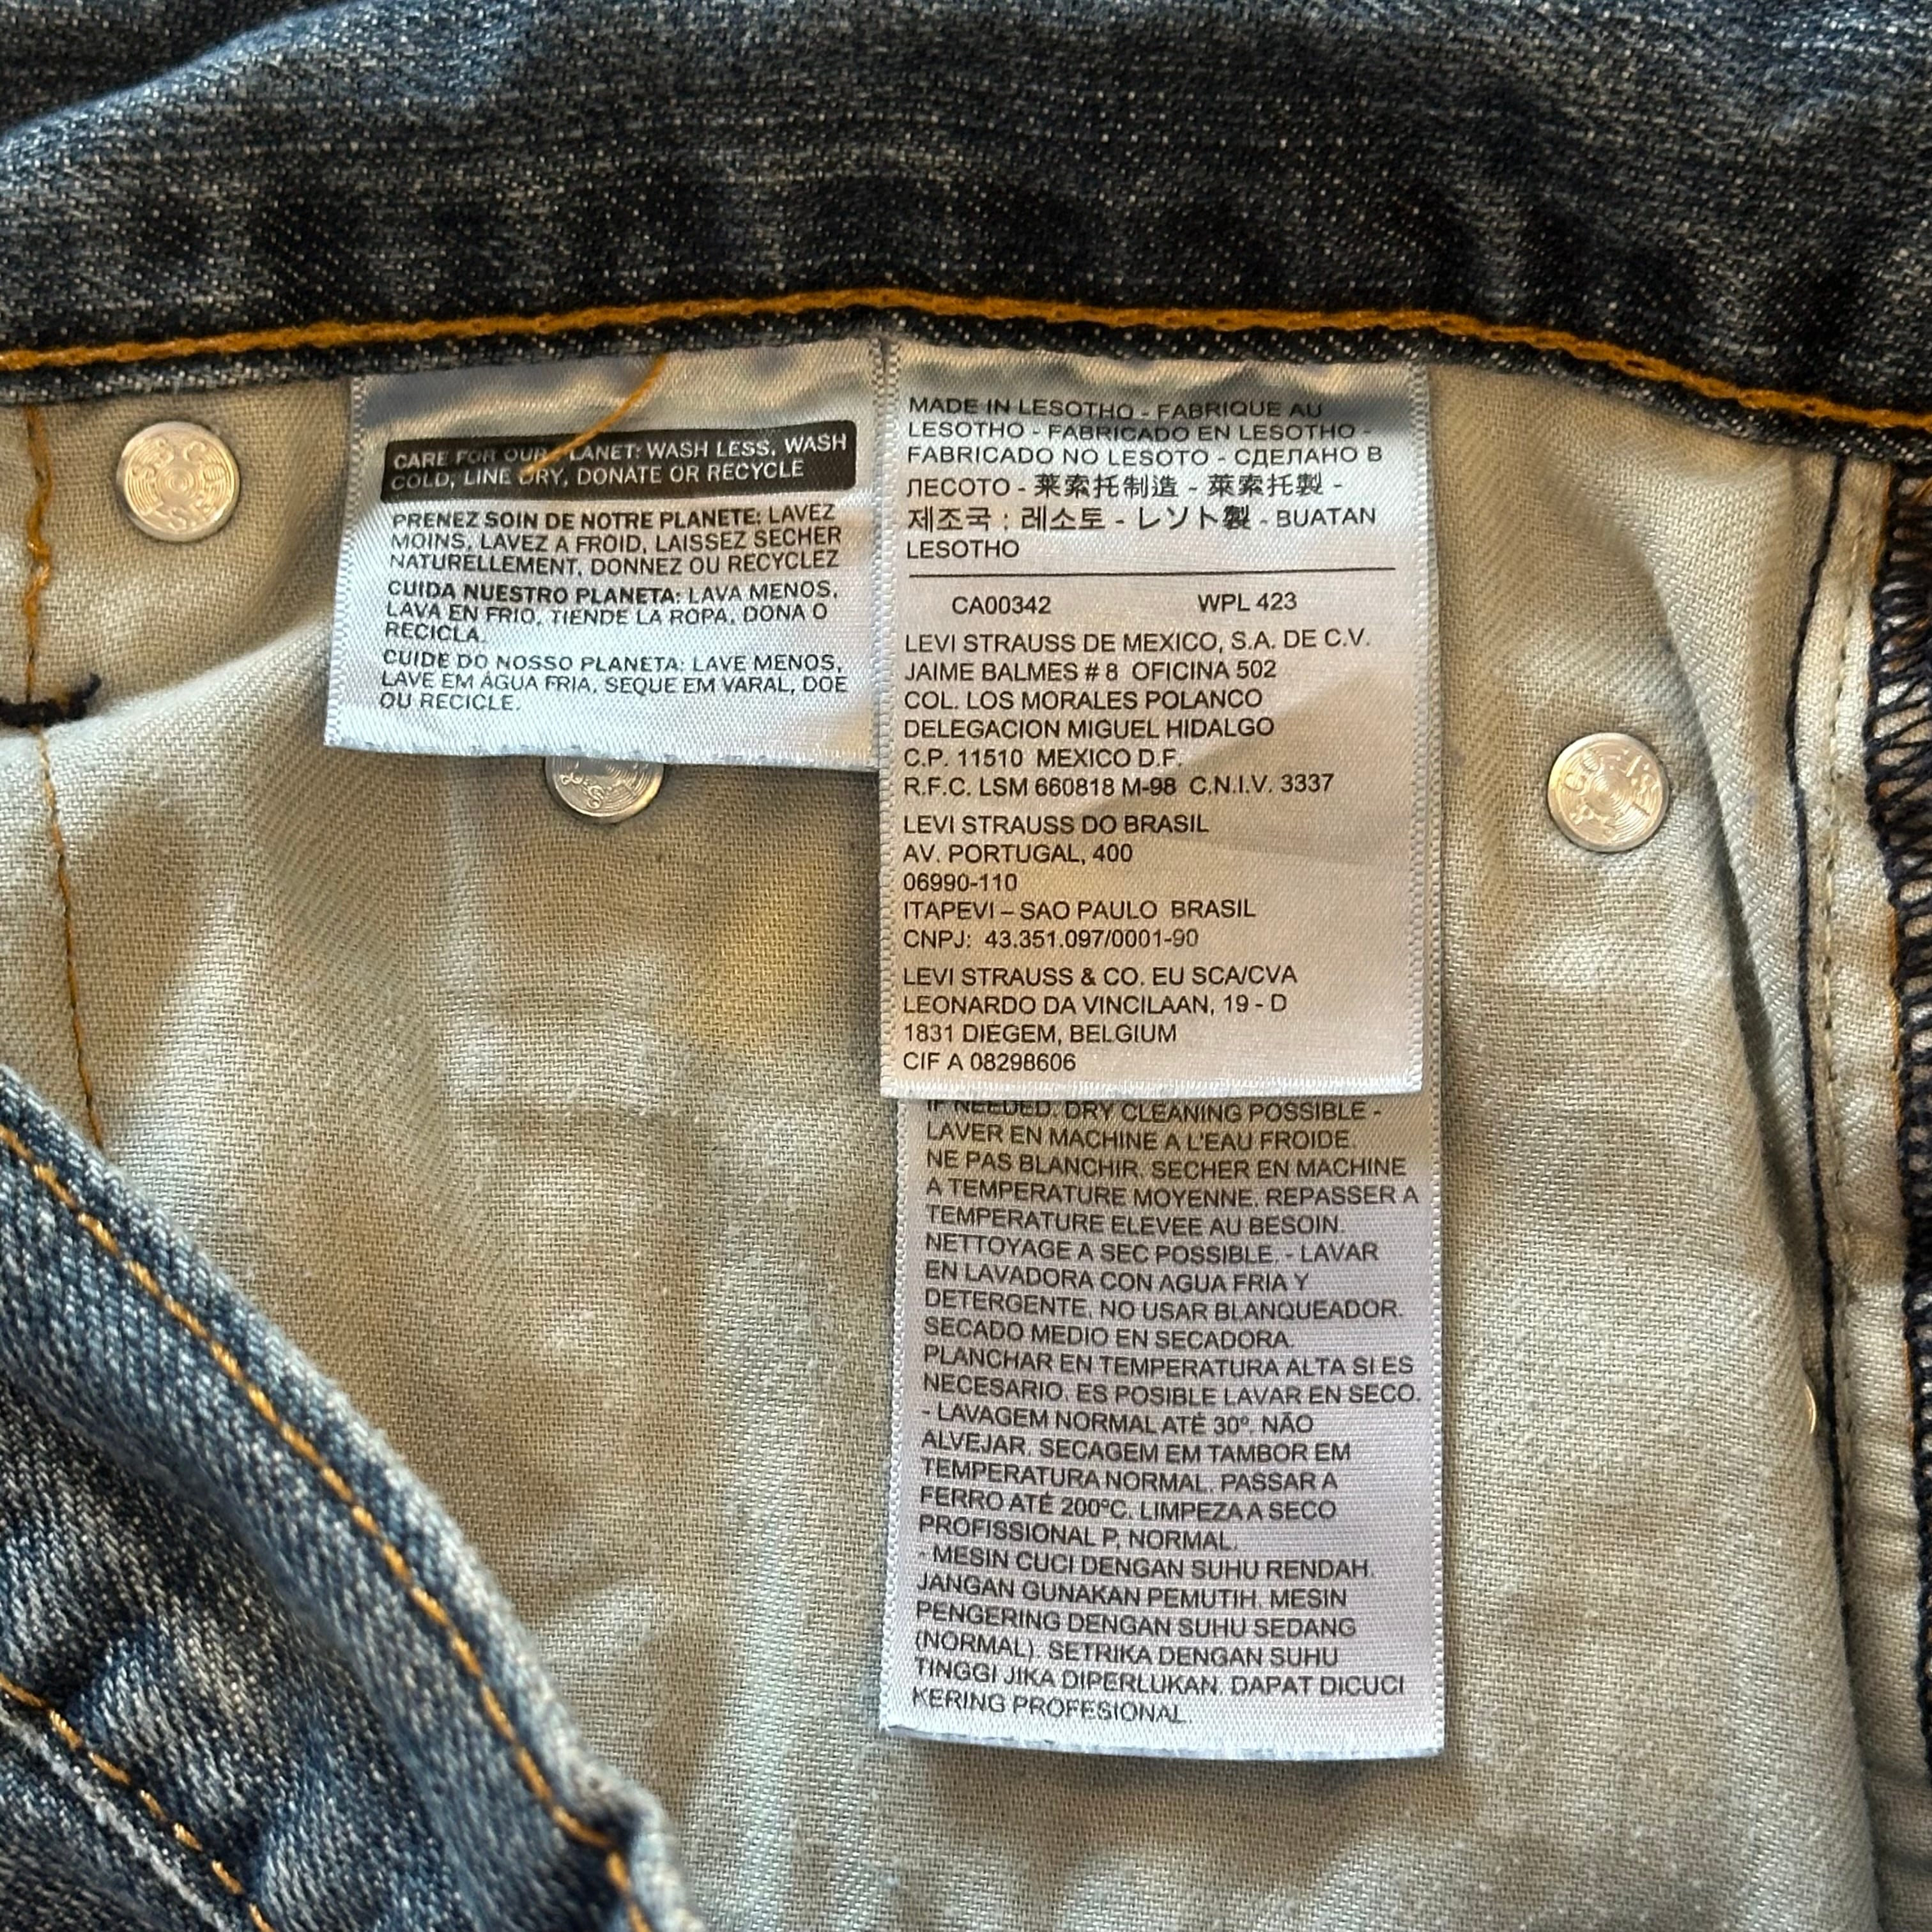 CARE FOR OUR PLANET: WASH LESS, WASH
COLD, LINE DRY, DONATE OR RECYCLE
PRENEZ SOIN DE NOTRE PLANETE: LAVEZ
MOINS, LAVEZ A FROID, LAISSEZ SECHER
NATURELLEMENT, DONNEZ OU RECYCLEZ
CUIDA NUESTRO PLANETA: LAVA MENOS,
LAVA EN FRIO, TIENDE LA ROPA, DONA O
RECICLA.
CUIDE DO NOSSO PLANETA: LAVE MENOS,
LAVE EM ÁGUA FRIA, SEQUE EM VARAL, DOE
OU RECICLE.
MADE IN LESOTHO - FABRIQUE AU
LESOTHO - FABRICADO EN LESOTHO -
FABRICADO NO LESOTO - СДЕЛАНО В
ЛЕСОТО - 莱索托制造 - 萊索托製 -
제조국 : 레소토 - レソト製 - BUATAN
LESOTHO
CA00342 WPL 423
LEVI STRAUSS DE MEXICO, S.A. DE C.V.
JAIME BALMES # 8 OFICINA 502
COL. LOS MORALES POLANCO
DELEGACION MIGUEL HIDALGO
C.P. 11510 MEXICO D.F.
R.F.C. LSM 660818 M-98 C.N.I.V. 3337
LEVI STRAUSS DO BRASIL
AV. PORTUGAL, 400
06990-110
ITAPEVI – SAO PAULO BRASIL
CNPJ: 43.351.097/0001-90
LEVI STRAUSS & CO. EU SCA/CVA
LEONARDO DA VINCILAAN, 19 - D
1831 DIEGEM, BELGIUM
CIF A 08298606
IF NEEDED. DRY CLEANING POSSIBLE -
LAVER EN MACHINE A L'EAU FROIDE.
NE PAS BLANCHIR. SECHER EN MACHINE
A TEMPERATURE MOYENNE. REPASSER A
TEMPERATURE ELEVEE AU BESOIN.
NETTOYAGE A SEC POSSIBLE. - LAVAR
EN LAVADORA CON AGUA FRIA Y
DETERGENTE. NO USAR BLANQUEADOR.
SECADO MEDIO EN SECADORA.
PLANCHAR EN TEMPERATURA ALTA SI ES
NECESARIO. ES POSIBLE LAVAR EN SECO.
- LAVAGEM NORMAL ATÉ 30º. NÃO
ALVEJAR. SECAGEM EM TAMBOR EM
TEMPERATURA NORMAL. PASSAR A
FERRO ATÉ 200ºC. LIMPEZA A SECO
PROFISSIONAL P, NORMAL.
- MESIN CUCI DENGAN SUHU RENDAH.
JANGAN GUNAKAN PEMUTIH. MESIN
PENGERING DENGAN SUHU SEDANG
(NORMAL). SETRIKA DENGAN SUHU
TINGGI JIKA DIPERLUKAN. DAPAT DICUCI
KERING PROFESIONAL.